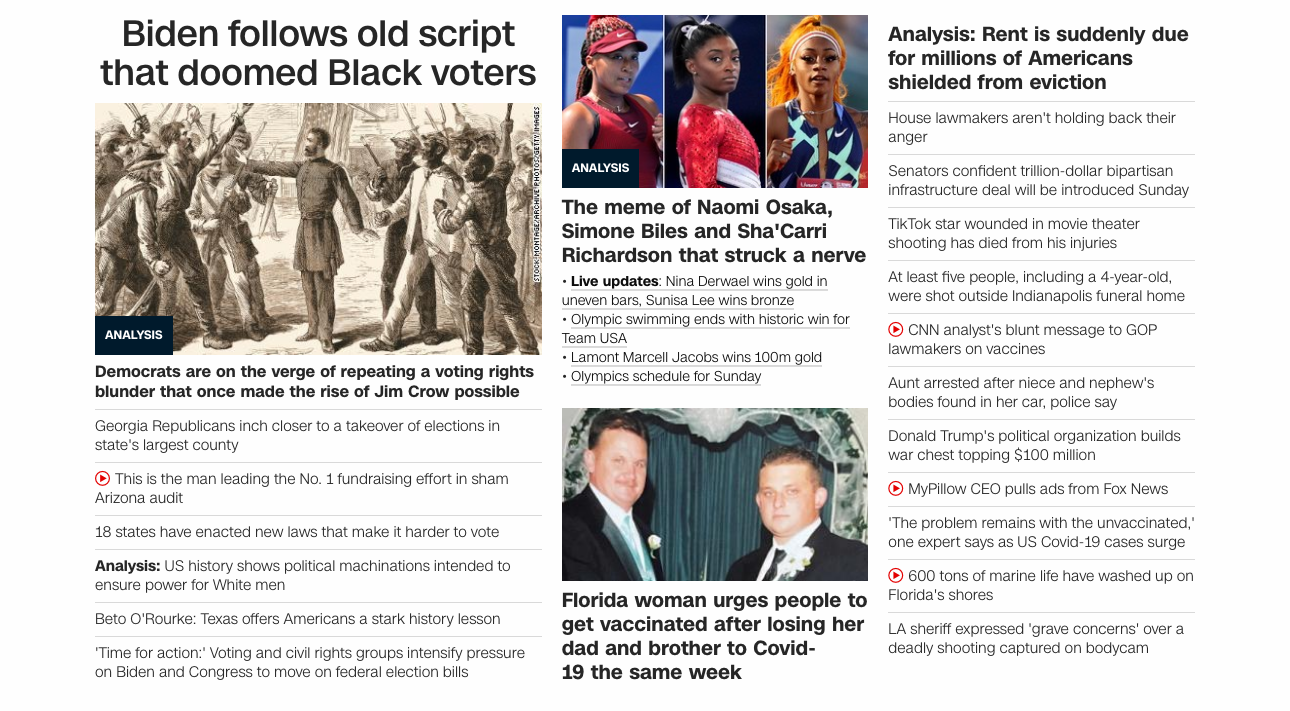 Biden follows old script
that doomed Black voters
STOCK MONTAGE/ARCHIVE PHOTOS/GETTY IMAGES
ANALYSIS
Democrats are on the verge of repeating a voting rights
blunder that once made the rise of Jim Crow possible
Georgia Republicans inch closer to a takeover of elections in
state's largest county
This is the man leading the No. 1 fundraising effort in sham
Arizona audit
18 states have enacted new laws that make it harder to vote
Analysis: US history shows political machinations intended to
ensure power for White men
Beto O'Rourke: Texas offers Americans a stark history lesson
'Time for action:' Voting and civil rights groups intensify pressure
on Biden and Congress to move on federal election bills
ANALYSIS
The meme of Naomi Osaka,
Simone Biles and Sha'Carri
Richardson that struck a nerve
• Live updates: Nina Derwael wins gold in
uneven bars, Sunisa Lee wins bronze
• Olympic swimming ends with historic win for
Team USA
• Lamont Marcell Jacobs wins 100m gold
• Olympics schedule for Sunday
Florida woman urges people to
get vaccinated after losing her
dad and brother to Covid-
19 the same week
Analysis: Rent is suddenly due
for millions of Americans
shielded from eviction
House lawmakers aren't holding back their
anger
Senators confident trillion-dollar bipartisan
infrastructure deal will be introduced Sunday
TikTok star wounded in movie theater
shooting has died from his injuries
At least five people, including a 4-year-old,
were shot outside Indianapolis funeral home
CNN analyst's blunt message to GOP
lawmakers on vaccines
Aunt arrested after niece and nephew's
bodies found in her car, police say
Donald Trump's political organization builds
war chest topping $100 million
MyPillow CEO pulls ads from Fox News
'The problem remains with the unvaccinated,'
one expert says as US Covid-19 cases surge
600 tons of marine life have washed up on
Florida's shores
LA sheriff expressed 'grave concerns' over a
deadly shooting captured on bodycam